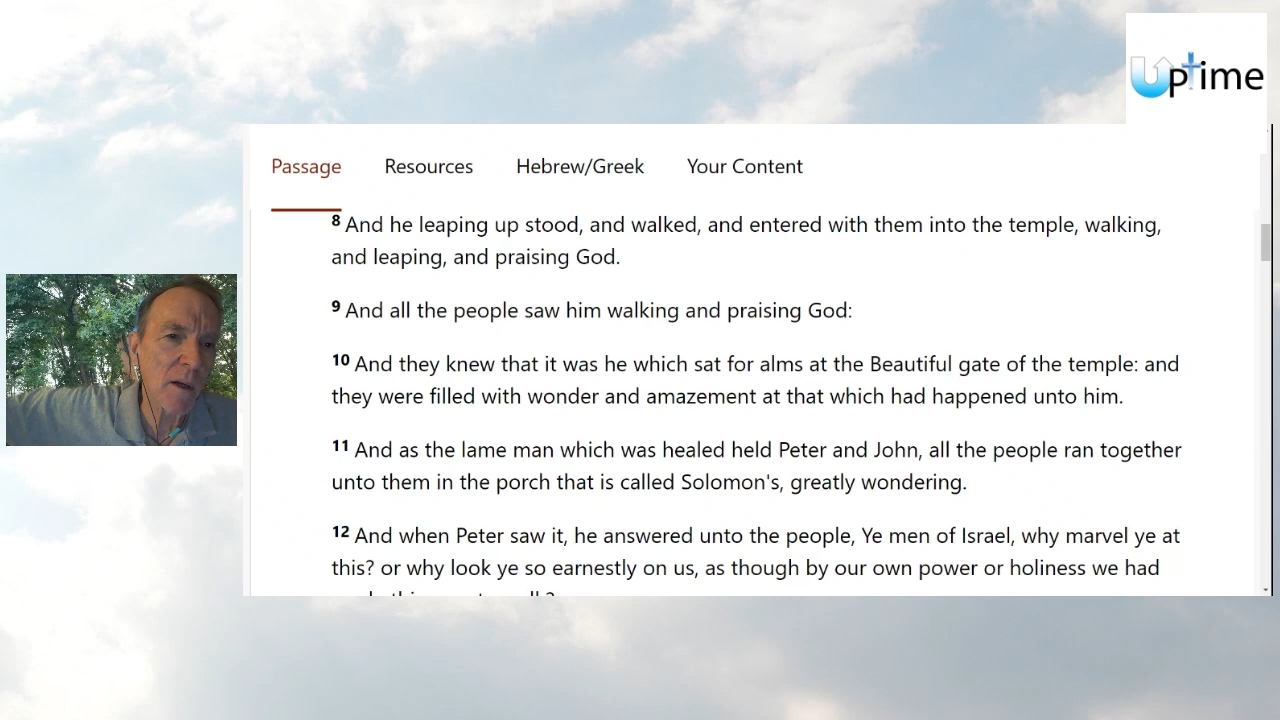 Uptime
Passage Resources Hebrew/Greek Your Content
8 And he leaping up stood, and walked, and entered with them into the temple, walking,
and leaping, and praising God.
9 And all the people saw him walking and praising God:
10 And they knew that it was he which sat for alms at the Beautiful gate of the temple: and
they were filled with wonder and amazement at that which had happened unto him.
11 And as the lame man which was healed held Peter and John, all the people ran together
unto them in the porch that is called Solomon's, greatly wondering.
12 And when Peter saw it, he answered unto the people, Ye men of Israel, why marvel ye at
this? or why look ye so earnestly on us, as though by our own power or holiness we had